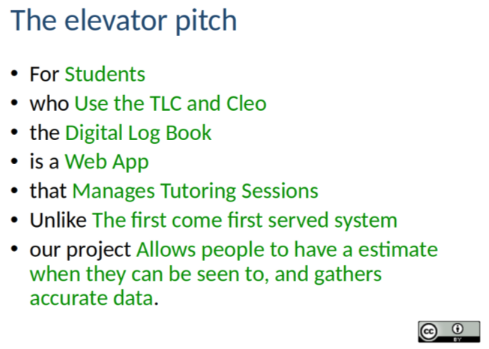 The elevator pitch
• For Students
• who Use the TLC and Cleo
• the Digital Log Book
• is a Web App
• that Manages Tutoring Sessions
• Unlike The first come first served system
• our project Allows people to have a estimate
when they can be seen to, and gathers
accurate data.
cc BY